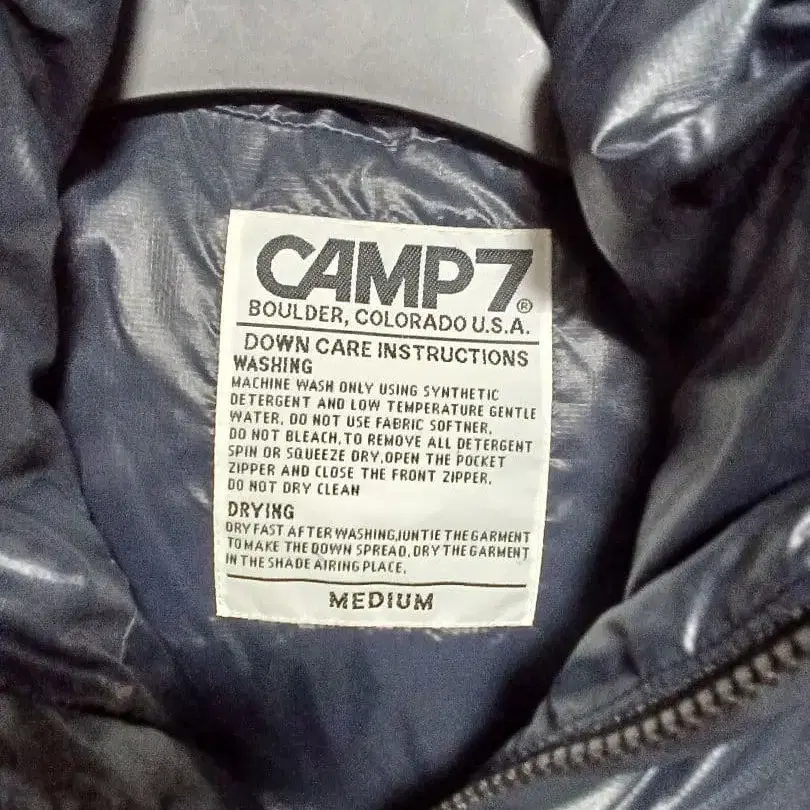 CAMP7®
BOULDER, COLORADO U.S.A.
DOWN CARE INSTRUCTIONS
WASHING
MACHINE WASH ONLY USING SYNTHETIC
DETERGENT AND LOW TEMPERATURE GENTLE
WATER. DO NOT USE FABRIC SOFTNER.
DO NOT BLEACH,TO REMOVE ALL DETERGENT
SPIN OR SQUEEZE DRY,OPEN THE POCKET
ZIPPER AND CLOSE THE FRONT ZIPPER.
DO NOT DRY CLEAN
DRYING
DRY FAST AFTER WASHING,IUNTIE THE GARMENT
TO MAKE THE DOWN SPREAD, DRY THE GARMENT
IN THE SHADE AIRING PLACE.
MEDIUM